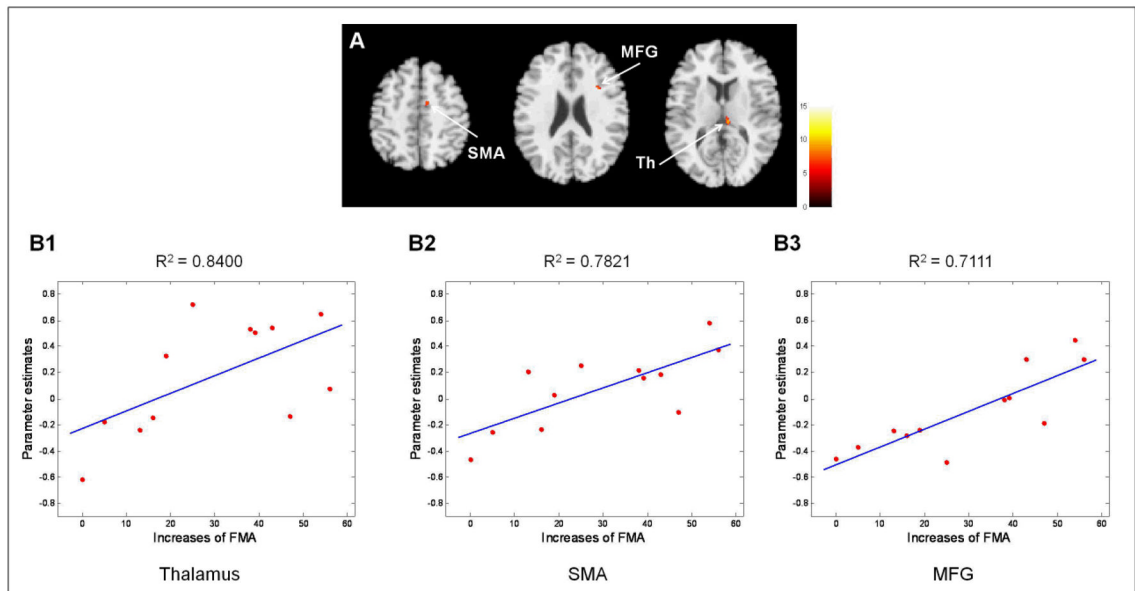 A
MFG
SMA
Th
15
10
5
0
B1
R² = 0.8400
0.8
0.6
0.4
0.2
0
-0.2
-0.4
-0.6
-0.8
Parameter estimates
0 10 20 30 40 50 60
Increases of FMA
Thalamus
B2
R² = 0.7821
0.8
0.6
0.4
0.2
0
-0.2
-0.4
-0.6
-0.8
Parameter estimates
0 10 20 30 40 50 60
Increases of FMA
SMA
B3
R² = 0.7111
0.8
0.6
0.4
0.2
0
-0.2
-0.4
-0.6
-0.8
Parameter estimates
0 10 20 30 40 50 60
Increases of FMA
MFG